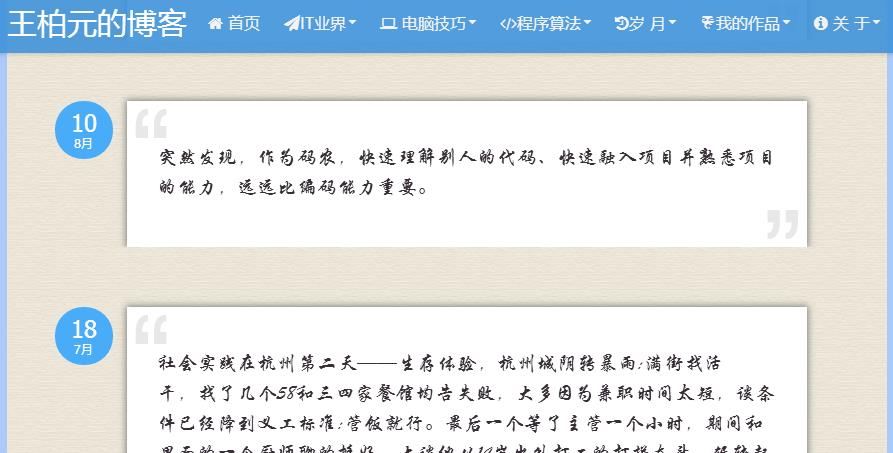 王柏元的博客 首页 IT业界 电脑技巧 </>程序算法 岁 月 我的作品 关 于
10
8月
突然发现，作为码农，快速理解别人的代码、快速融入项目并熟悉项目
的能力，远远比编码能力重要。
18
7月
社会实践在杭州第二天——生存体验，杭州城阴转暴雨;满街找活
干，找了几个58和三四家餐馆均告失败，大多因为兼职时间太短，谈条
件已经降到义工标准:管饭就行。最后一个等了主管一个小时，期间和